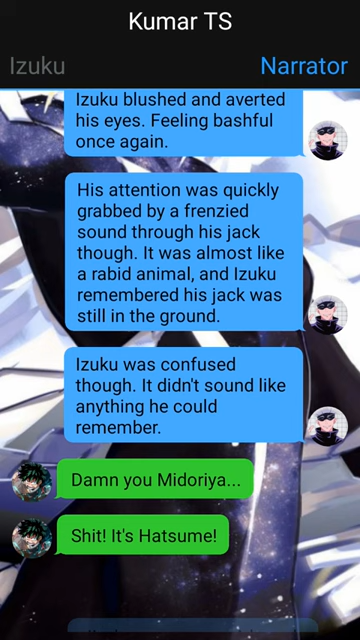 Kumar TS
Izuku
Narrator
Izuku blushed and averted
his eyes. Feeling bashful
once again.
His attention was quickly
grabbed by a frenzied
sound through his jack
though. It was almost like
a rabid animal, and Izuku
remembered his jack was
still in the ground.
Izuku was confused
though. It didn't sound like
anything he could
remember.
Damn you Midoriya...
Shit! It's Hatsume!